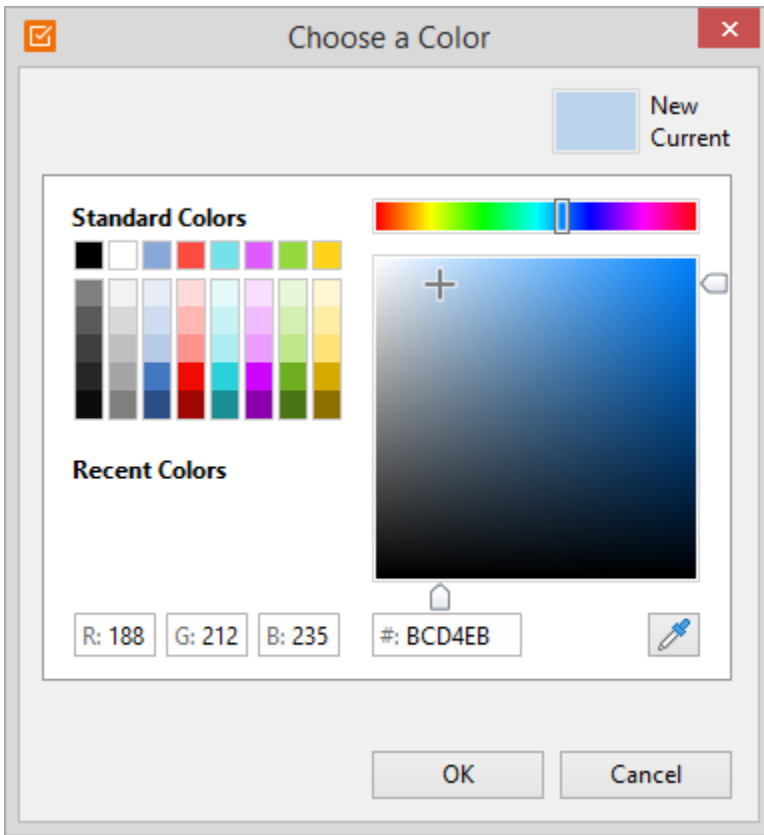 Choose a Color
New
Current
Standard Colors
Recent Colors
R: 188 G: 212 B: 235 #: BCD4EB
OK Cancel